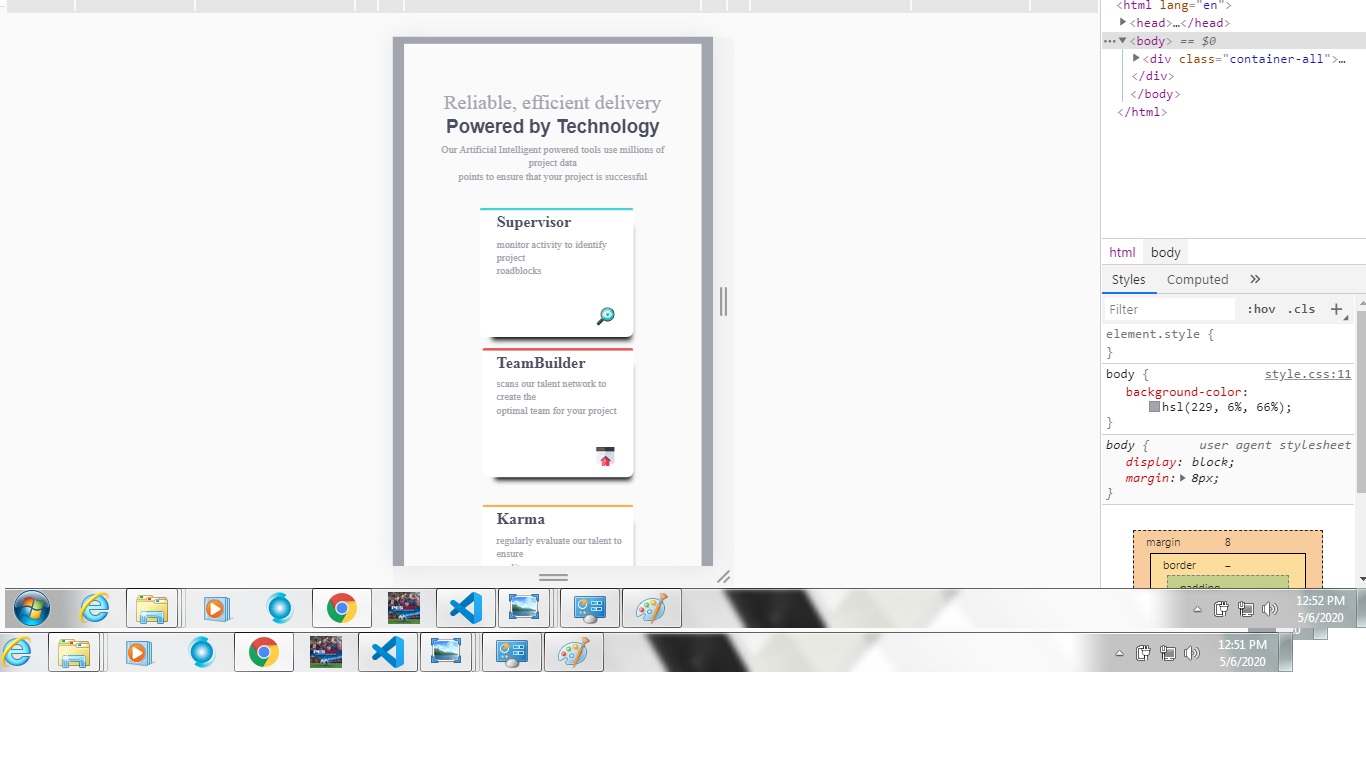 Reliable, efficient delivery
Powered by Technology
Our Artificial Intelligent powered tools use millions of
project data
points to ensure that your project is successful
Supervisor
monitor activity to identify
project
roadblocks
TeamBuilder
scans our talent network to
create the
optimal team for your project
Karma
regularly evaluate our talent to
ensure
<html lang="en">
<head>…</head>
<body> == $0
<div class="container-all">…
</div>
</body>
</html>
html body
Styles Computed
Filter :hov .cls
element.style {
}
body { style.css:11
background-color:
hsl(229, 6%, 66%);
}
body { user agent stylesheet
display: block;
margin: 8px;
}
margin 8
border –
padding
PES
12:52 PM
5/6/2020
12:51 PM
5/6/2020